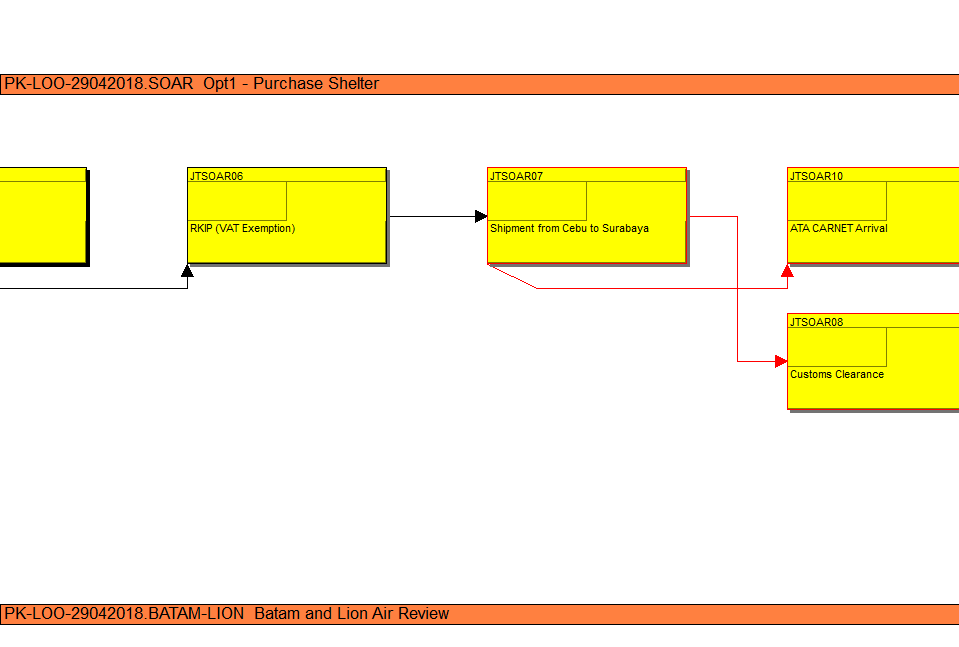 PK-LOO-29042018.SOAR  Opt1 - Purchase Shelter
JTSOAR06
RKIP (VAT Exemption)
JTSOAR07
Shipment from Cebu to Surabaya
JTSOAR10
ATA CARNET Arrival
JTSOAR08
Customs Clearance
PK-LOO-29042018.BATAM-LION  Batam and Lion Air Review